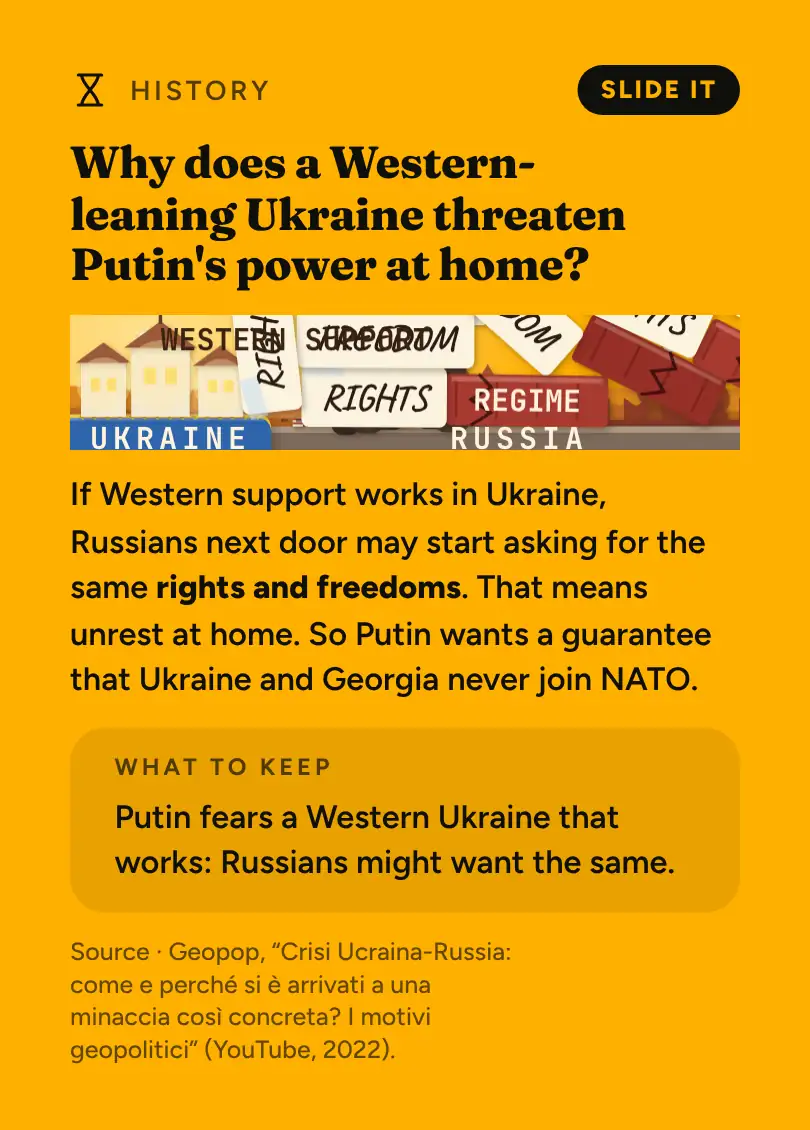 HISTORY
SLIDE IT
Why does a Western-
leaning Ukraine threaten
Putin's power at home?
WESTERN SUPPORT
FREEDOM
RIGHTS
REGIME
UKRAINE
RUSSIA
If Western support works in Ukraine,
Russians next door may start asking for the
same rights and freedoms. That means
unrest at home. So Putin wants a guarantee
that Ukraine and Georgia never join NATO.
WHAT TO KEEP
Putin fears a Western Ukraine that
works: Russians might want the same.
Source · Geopop, “Crisi Ucraina-Russia:
come e perché si è arrivati a una
minaccia così concreta? I motivi
geopolitici” (YouTube, 2022).